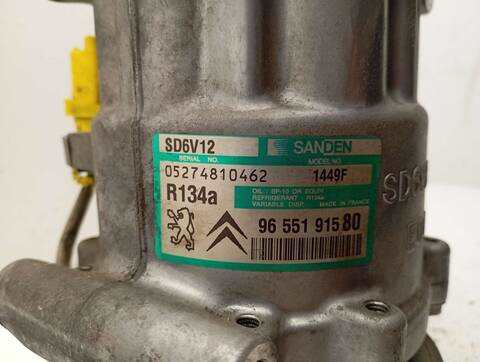 SD6V12 SANDEN
SERIAL NO. MODEL NO.
05274810462 1449F
R134a
OIL : SP-10 OR EQUIV
REFRIGERANT : R134a
VARIABLE DISP. MADE IN FRANCE
96 551 915 80
SD